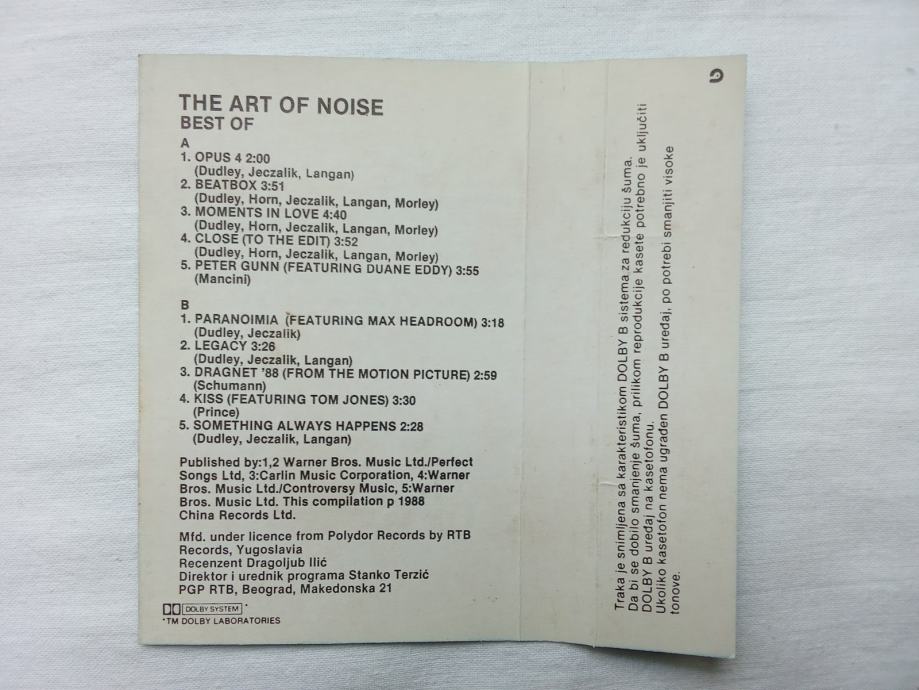 THE ART OF NOISE
BEST OF
A
1. OPUS 4 2:00
(Dudley, Jeczalik, Langan)
2. BEATBOX 3:51
(Dudley, Horn, Jeczalik, Langan, Morley)
3. MOMENTS IN LOVE 4:40
(Dudley, Horn, Jeczalik, Langan, Morley)
4. CLOSE (TO THE EDIT) 3:52
(Dudley, Horn, Jeczalik, Langan, Morley)
5. PETER GUNN (FEATURING DUANE EDDY) 3:55
(Mancini)
B
1. PARANOIMIA (FEATURING MAX HEADROOM) 3:18
(Dudley, Jeczalik)
2. LEGACY 3:26
(Dudley, Jeczalik, Langan)
3. DRAGNET '88 (FROM THE MOTION PICTURE) 2:59
(Schumann)
4. KISS (FEATURING TOM JONES) 3:30
(Prince)
5. SOMETHING ALWAYS HAPPENS 2:28
(Dudley, Jeczalik, Langan)
Published by:1,2 Warner Bros. Music Ltd./Perfect
Songs Ltd, 3:Carlin Music Corporation, 4:Warner
Bros. Music Ltd./Controversy Music, 5:Warner
Bros. Music Ltd. This compilation p 1988
China Records Ltd.
Mfd. under licence from Polydor Records by RTB
Records, Yugoslavia
Recenzent Dragoljub Ilić
Direktor i urednik programa Stanko Terzić
PGP RTB, Beograd, Makedonska 21
DOLBY SYSTEM *
*TM DOLBY LABORATORIES
Traka je snimljena sa karakteristikom DOLBY B sistema za redukciju šuma.
Da bi se dobilo smanjenje šuma, prilikom reprodukcije kasete potrebno je uključiti
DOLBY B uređaj na kasetofonu.
Ukoliko kasetofon nema ugrađen DOLBY B uređaj, po potrebi smanjiti visoke
tonove.